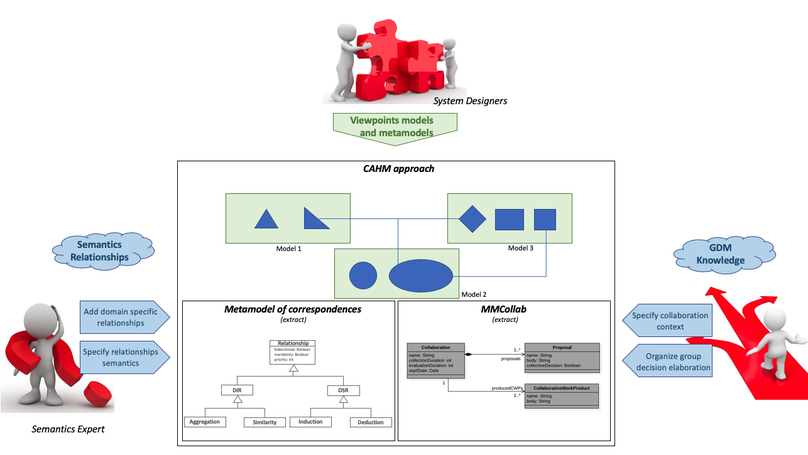 System Designers
Viewpoints models
and metamodels
CAHM approach
Model 1
Model 3
Model 2
Semantics
Relationships
GDM
Knowledge
Add domain specific
relationships
Specify relationships
semantics
Semantics Expert
Specify collaboration
context
Organize group
decision elaboration
Metamodel of correspondences
(extract)
Relationship
bidirectional: Boolean
mandatory: Boolean
priority: int
DIR
DSR
Aggregation
Similarity
Induction
Deduction
MMCollab
(extract)
Collaboration
name: String
collectionDuration: int
evaluationDuration: int
startDate: Date
1..*
proposals
Proposal
name: String
body: String
collectiveDecision: Boolean
1
producedCWPs
1..*
CollaborativeWorkProduct
name: String
body: String